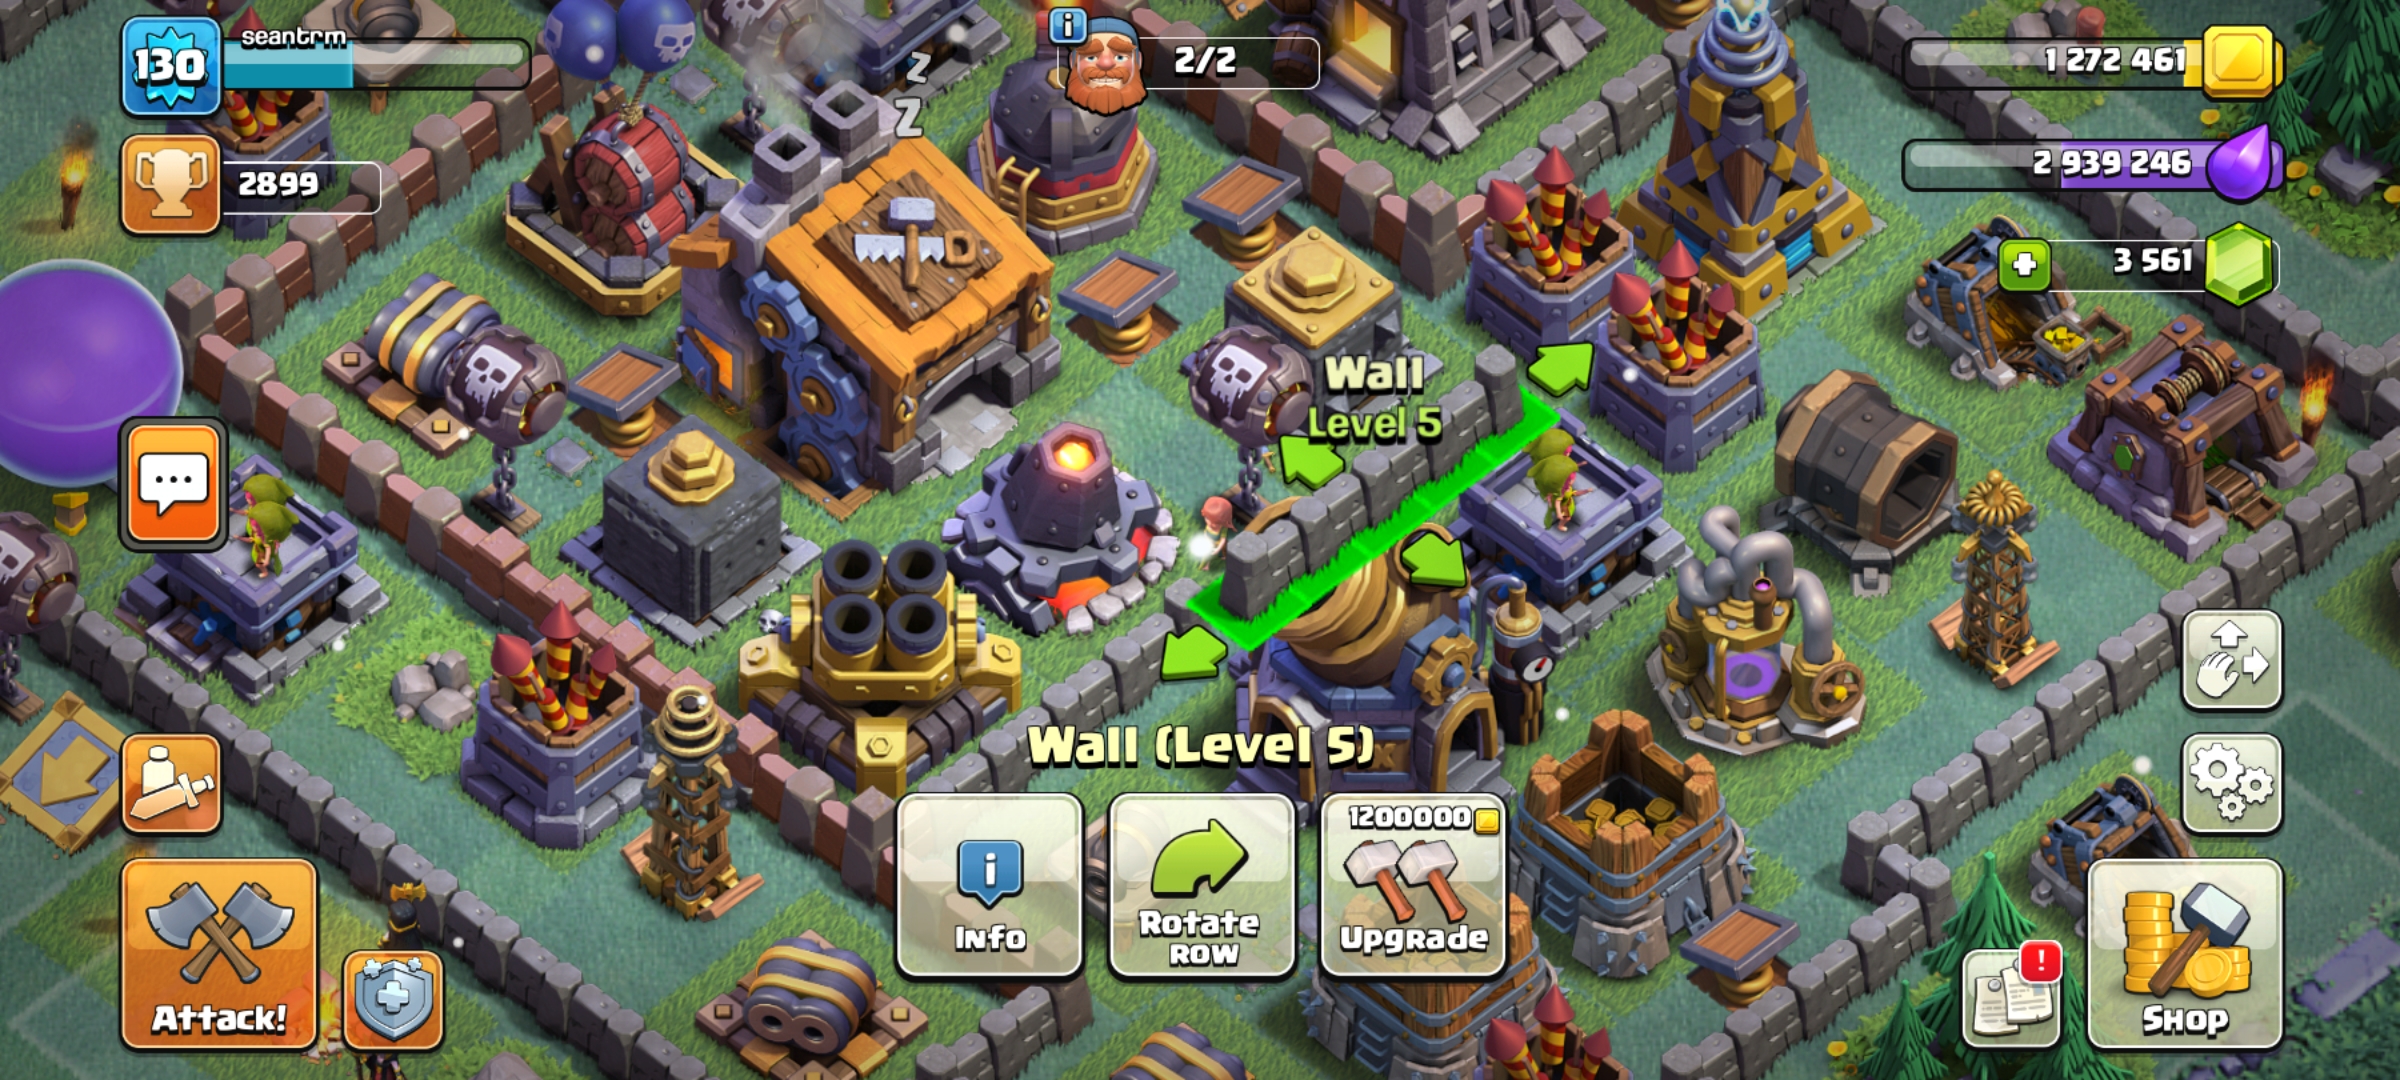 130
seantrm
2/2
1 272 461
2899
2 939 246
3 561
z
Z
Wall
Level 5
Wall (Level 5)
Info
Rotate
ROW
1200000
Upgrade
Attack!
!
Shop